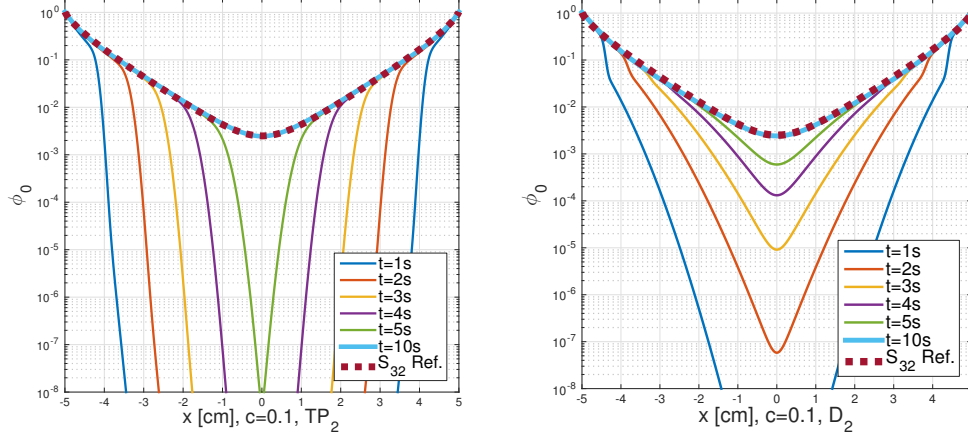 10⁰
10⁻¹
10⁻²
10⁻³
10⁻⁴
10⁻⁵
10⁻⁶
10⁻⁷
10⁻⁸
ϕ₀
-5 -4 -3 -2 -1 0 1 2 3 4 5
x [cm], c=0.1, TP₂
t=1s
t=2s
t=3s
t=4s
t=5s
t=10s
S₃₂ Ref.
10⁰
10⁻¹
10⁻²
10⁻³
10⁻⁴
10⁻⁵
10⁻⁶
10⁻⁷
10⁻⁸
ϕ₀
-5 -4 -3 -2 -1 0 1 2 3 4
x [cm], c=0.1, D₂
t=1s
t=2s
t=3s
t=4s
t=5s
t=10s
S₃₂ Ref.